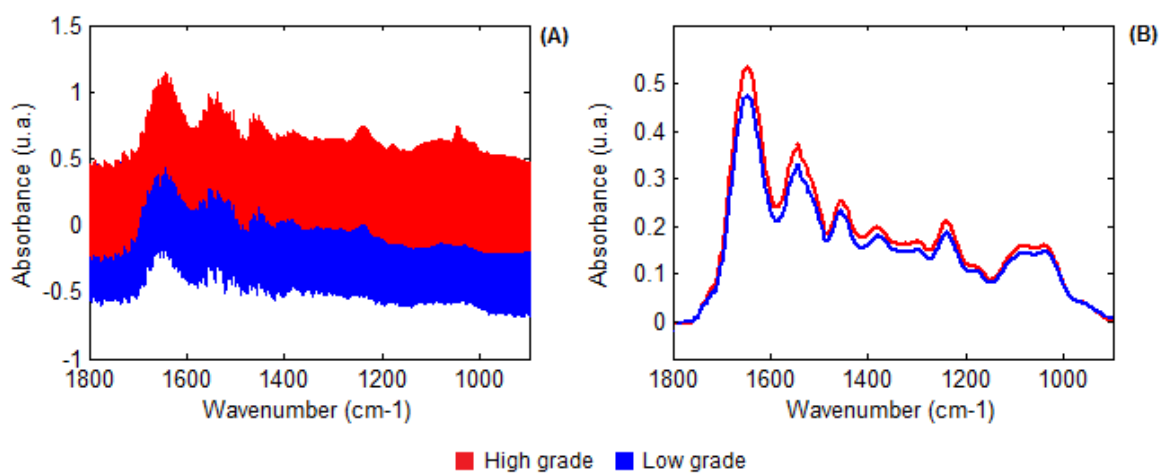 (A)
Absorbance (u. a.)
1.5
1
0.5
0
-0.5
-1
1800
1600
1400
1200
1000
Wavenumber (cm-1)
(B)
Absorbance (u. a.)
0.5
0.4
0.3
0.2
0.1
0
1800
1600
1400
1200
1000
Wavenumber (cm-1)
High grade
Low grade